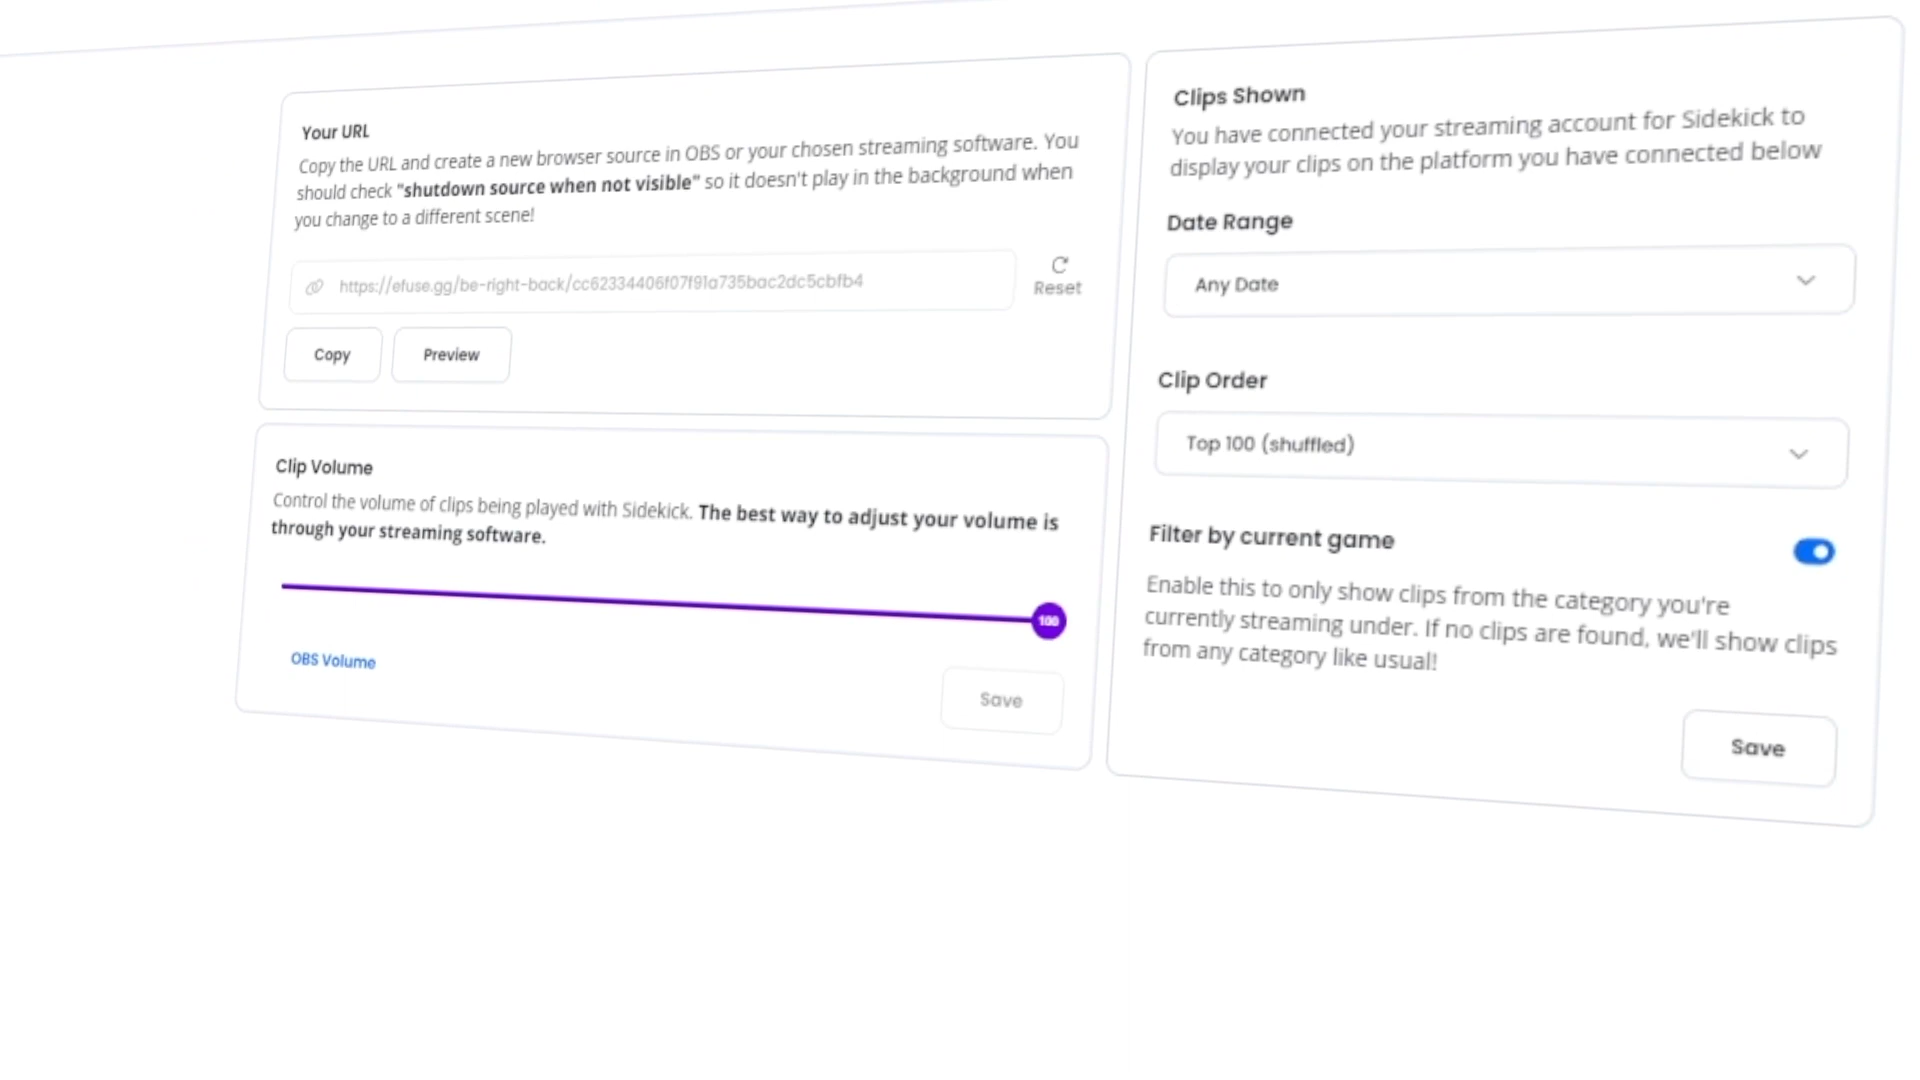 Your URL
Copy the URL and create a new browser source in OBS or your chosen streaming software. You
should check "shutdown source when not visible" so it doesn't play in the background when
you change to a different scene!
https://efuse.gg/be-right-back/cc62334406f07f91a735bac2dc5cbfb4
Reset
Copy
Preview
Clip Volume
Control the volume of clips being played with Sidekick. The best way to adjust your volume is
through your streaming software.
100
OBS Volume
Save
Clips Shown
You have connected your streaming account for Sidekick to
display your clips on the platform you have connected below
Date Range
Any Date
Clip Order
Top 100 (shuffled)
Filter by current game
Enable this to only show clips from the category you're
currently streaming under. If no clips are found, we'll show clips
from any category like usual!
Save